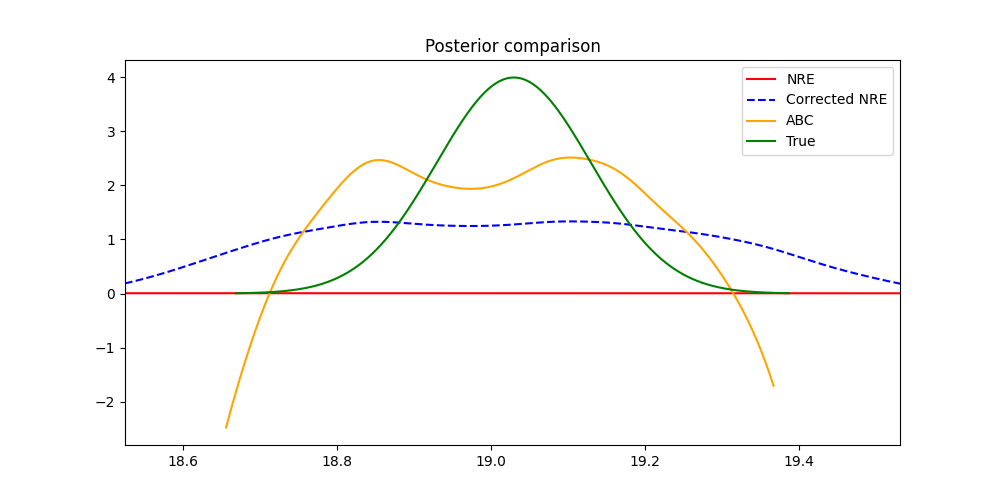 Posterior comparison
NRE
Corrected NRE
ABC
True
4
3
2
1
0
−1
−2
18.6 18.8 19.0 19.2 19.4